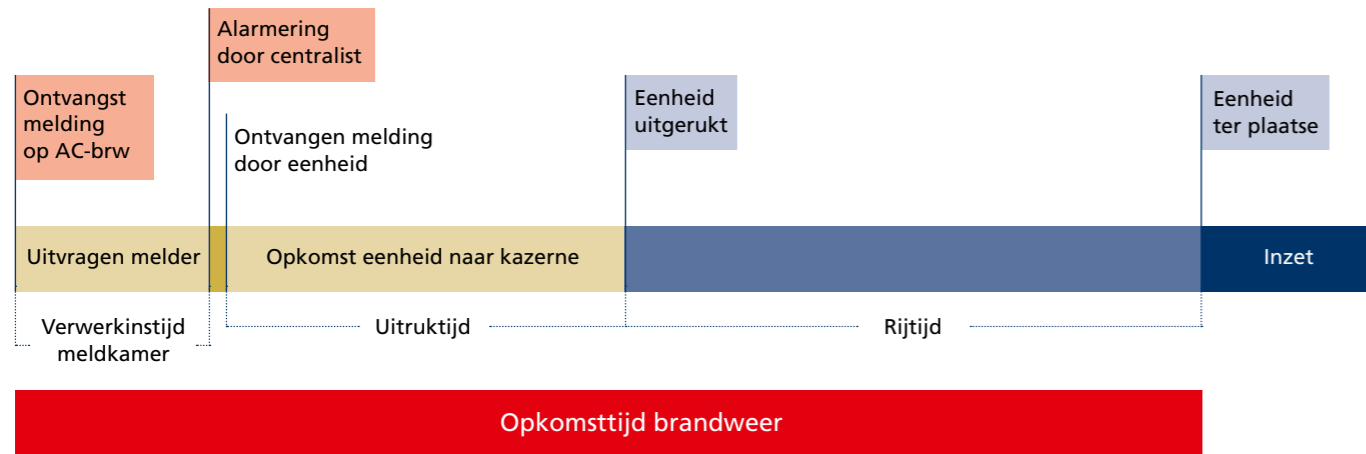 Alarmering
door centralist
Ontvangst
melding
op AC-brw
Ontvangen melding
door eenheid
Eenheid
uitgerukt
Eenheid
ter plaatse
Uitvragen melder
Opkomst eenheid naar kazerne
Inzet
Verwerkinstijd
meldkamer
Uitruktijd
Rijtijd
Opkomsttijd brandweer